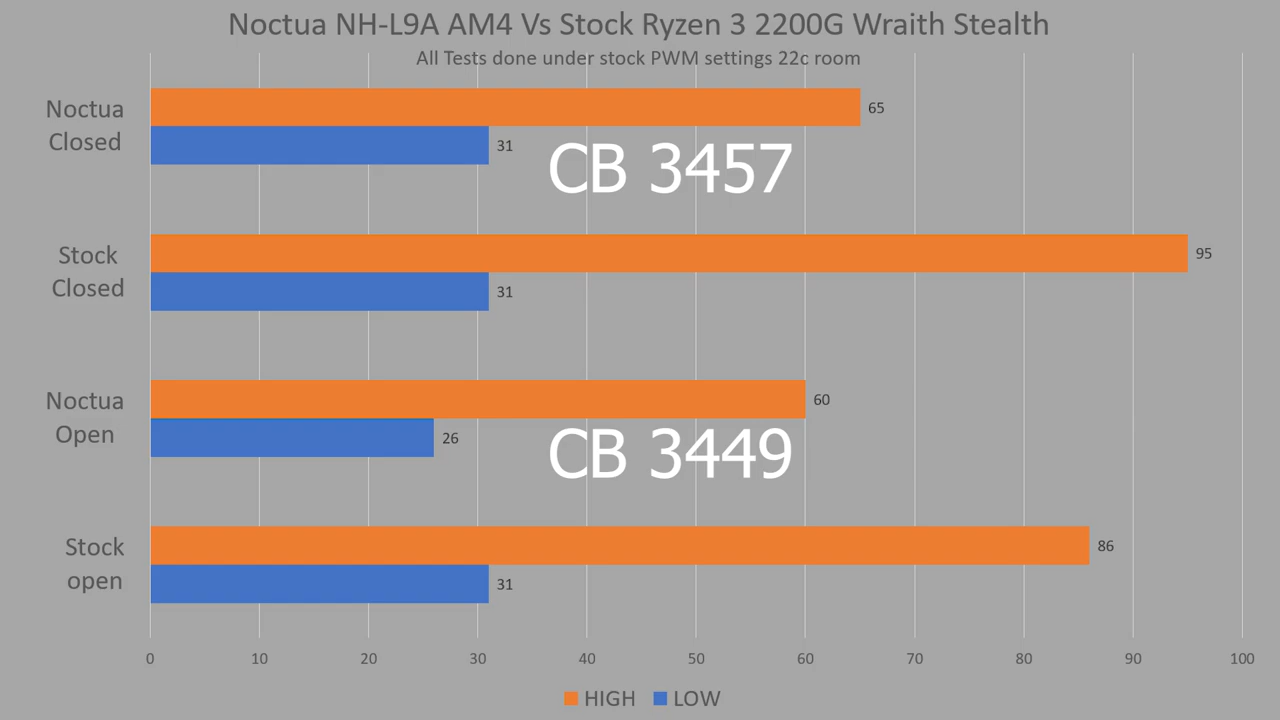 Noctua NH-L9A AM4 Vs Stock Ryzen 3 2200G Wraith Stealth
All Tests done under stock PWM settings 22c room
Noctua
Closed
65
31
CB 3457
Stock
Closed
95
31
Noctua
Open
60
26
CB 3449
Stock
open
86
31
0 10 20 30 40 50 60 70 80 90 100
HIGH LOW